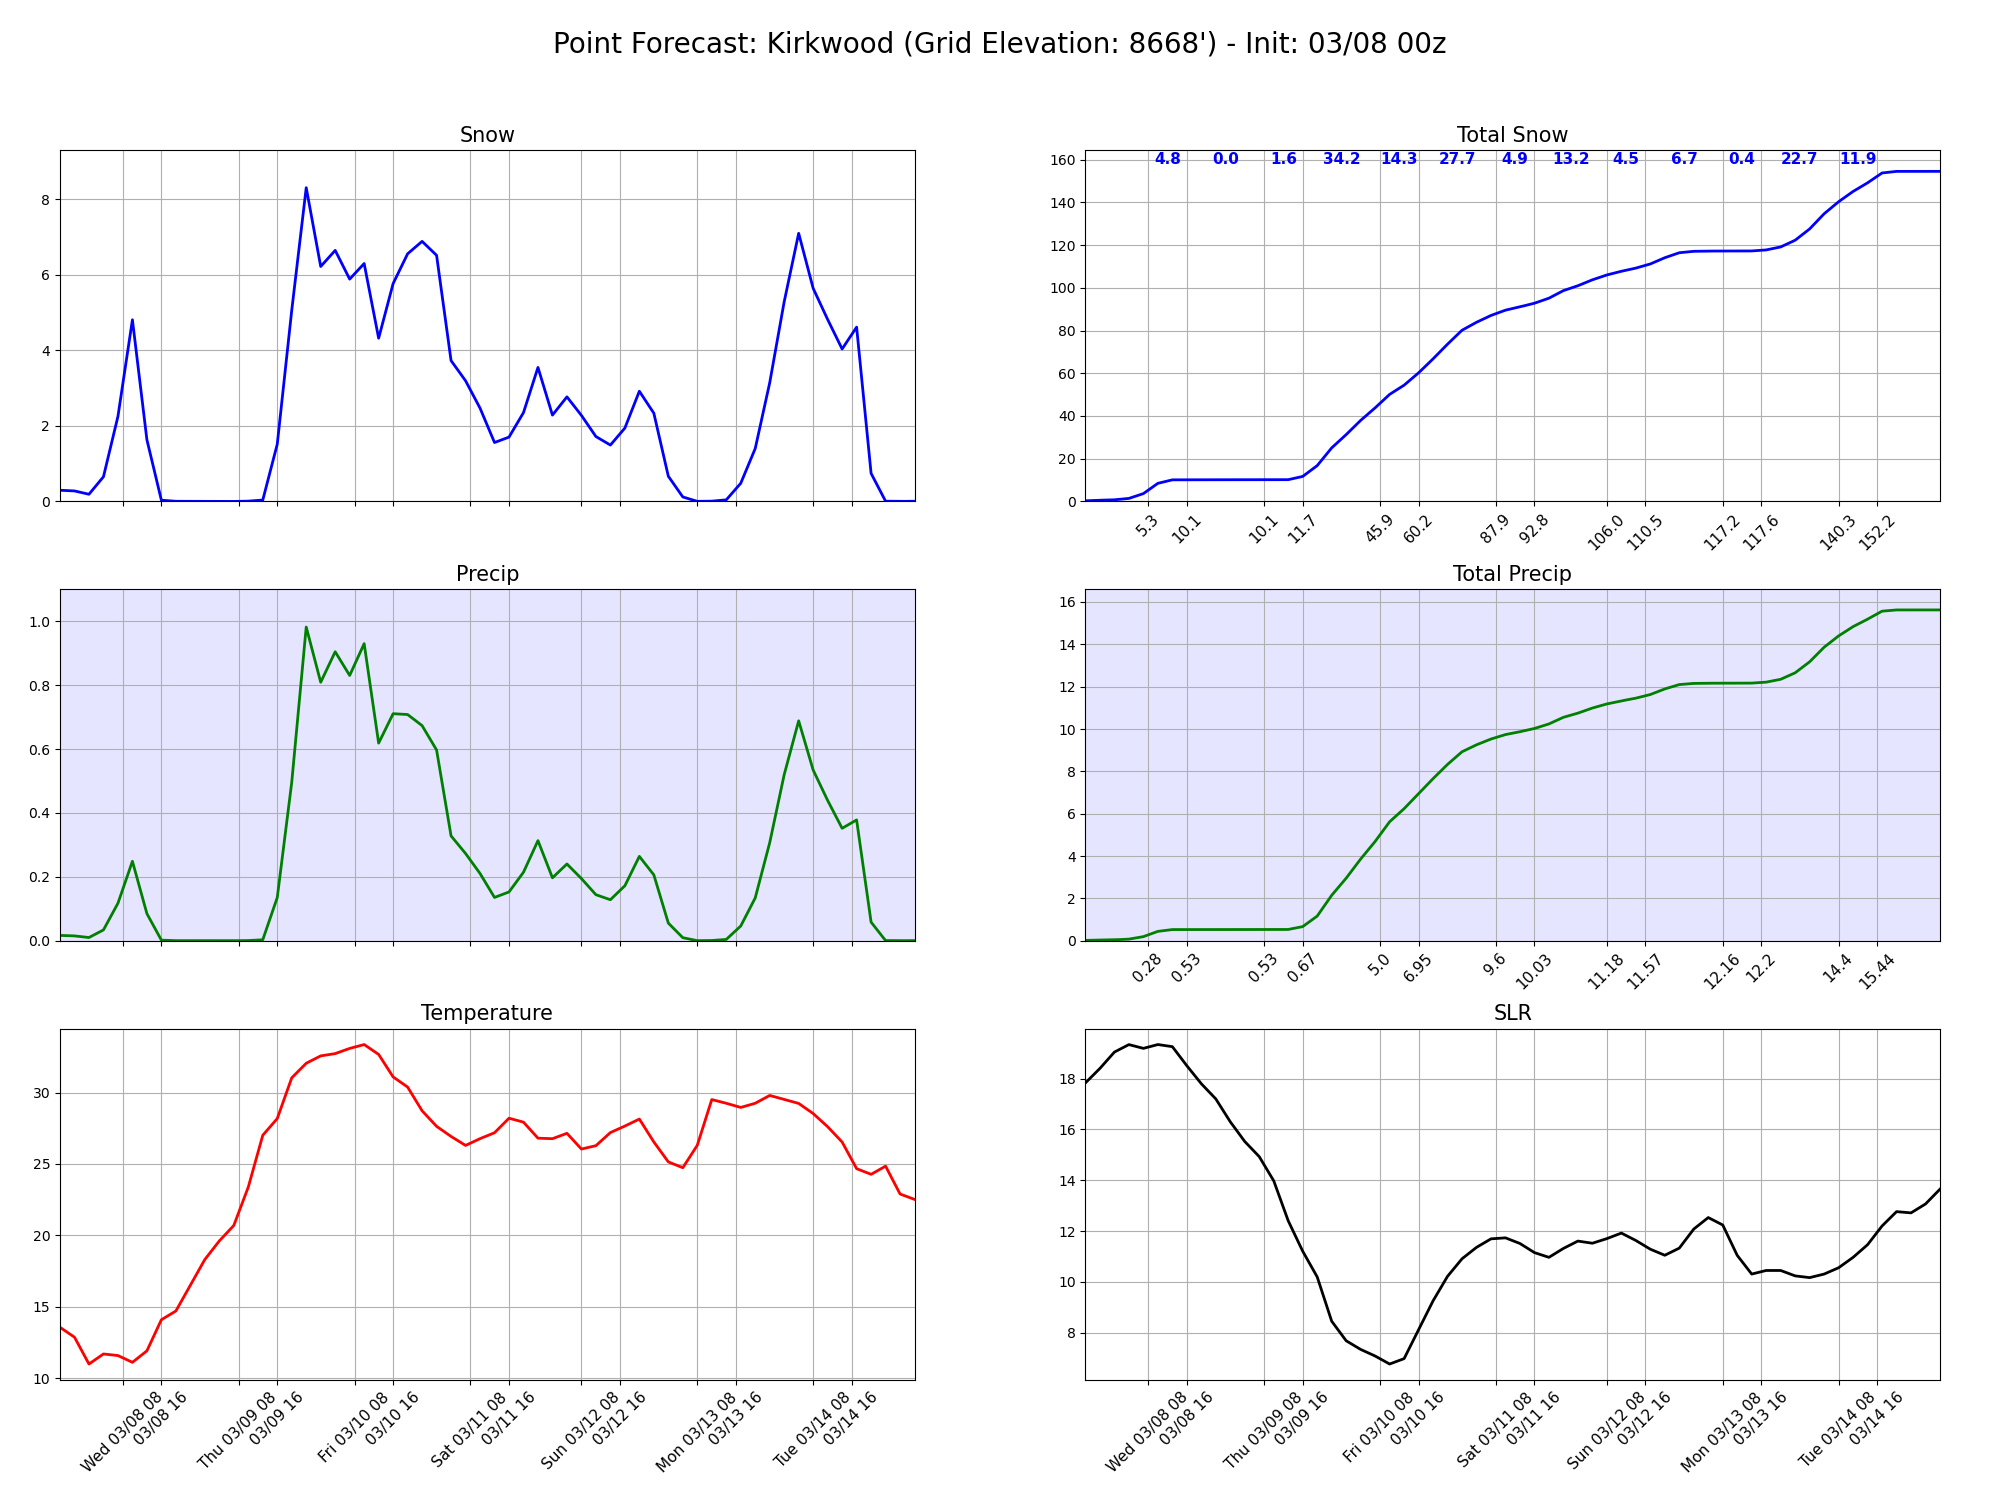 Point Forecast: Kirkwood (Grid Elevation: 8668') - Init: 03/08 00z
Snow
8
6
4
2
0
Total Snow
4.8 0.0 1.6 34.2 14.3 27.7 4.9 13.2 4.5 6.7 0.4 22.7 11.9
160
140
120
100
80
60
40
20
0
5.3 10.1 10.1 11.7 45.9 60.2 87.9 92.8 106.0 110.5 117.2 117.6 140.3 152.2
Precip
1.0
0.8
0.6
0.4
0.2
0.0
Total Precip
16
14
12
10
8
6
4
2
0
0.28 0.53 0.53 0.67 5.0 6.95 9.6 10.03 11.18 11.57 12.16 12.2 14.4 15.44
Temperature
30
25
20
15
10
Wed 03/08 08
03/08 16
Thu 03/09 08
03/09 16
Fri 03/10 08
03/10 16
Sat 03/11 08
03/11 16
Sun 03/12 08
03/12 16
Mon 03/13 08
03/13 16
Tue 03/14 08
03/14 16
SLR
18
16
14
12
10
8
Wed 03/08 08
03/08 16
Thu 03/09 08
03/09 16
Fri 03/10 08
03/10 16
Sat 03/11 08
03/11 16
Sun 03/12 08
03/12 16
Mon 03/13 08
03/13 16
Tue 03/14 08
03/14 16